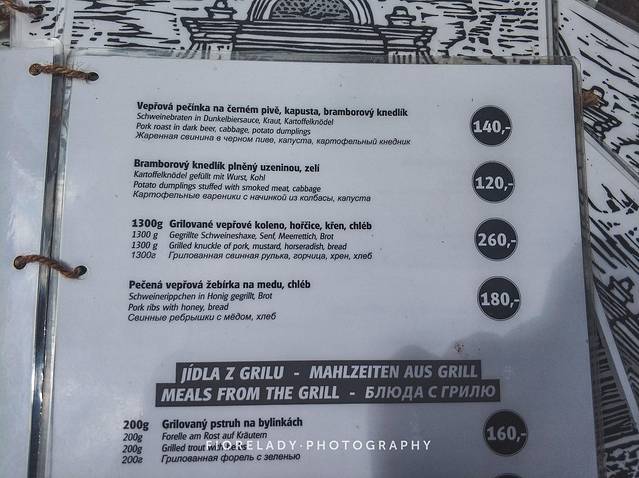 Vepřová pečínka na černém pivě, kapusta, bramborový knedlík
Schweinebraten in Dunkelbiersauce, Kraut, Kartoffelknödel
Pork roast in dark beer, cabbage, potato dumplings
Жаренная свинина в черном пиве, капуста, картофельный кнедник
140,-
Bramborový knedlík plněný uzeninou, zelí
Kartoffelknödel gefüllt mit Wurst, Kohl
Potato dumplings stuffed with smoked meat, cabbage
Картофельные вареники с начинкой из колбасы, капуста
120,-
1300g Grilované vepřové koleno, hořčice, křen, chléb
1300 g Gegrillte Schweineshaxe, Senf, Meerrettich, Brot
1300 g Grilled knuckle of pork, mustard, horseradish, bread
1300г Грилованная свинная рулька, горчица, хрен, хлеб
260,-
Pečená vepřová žebírka na medu, chléb
Schweinerippchen in Honig gegrillt, Brot
Pork ribs with honey, bread
Свинные ребрышки с мёдом, хлеб
180,-
JÍDLA Z GRILU - MAHLZEITEN AUS GRILL
MEALS FROM THE GRILL - БЛЮДА С ГРИЛЮ
200g Grilovaný pstruh na bylinkách
200g Forelle am Rost auf Kräutern
200g Grilled trout
200г Грилованная форель с зеленью
160,-
FIORELADY·PHOTOGRAPHY